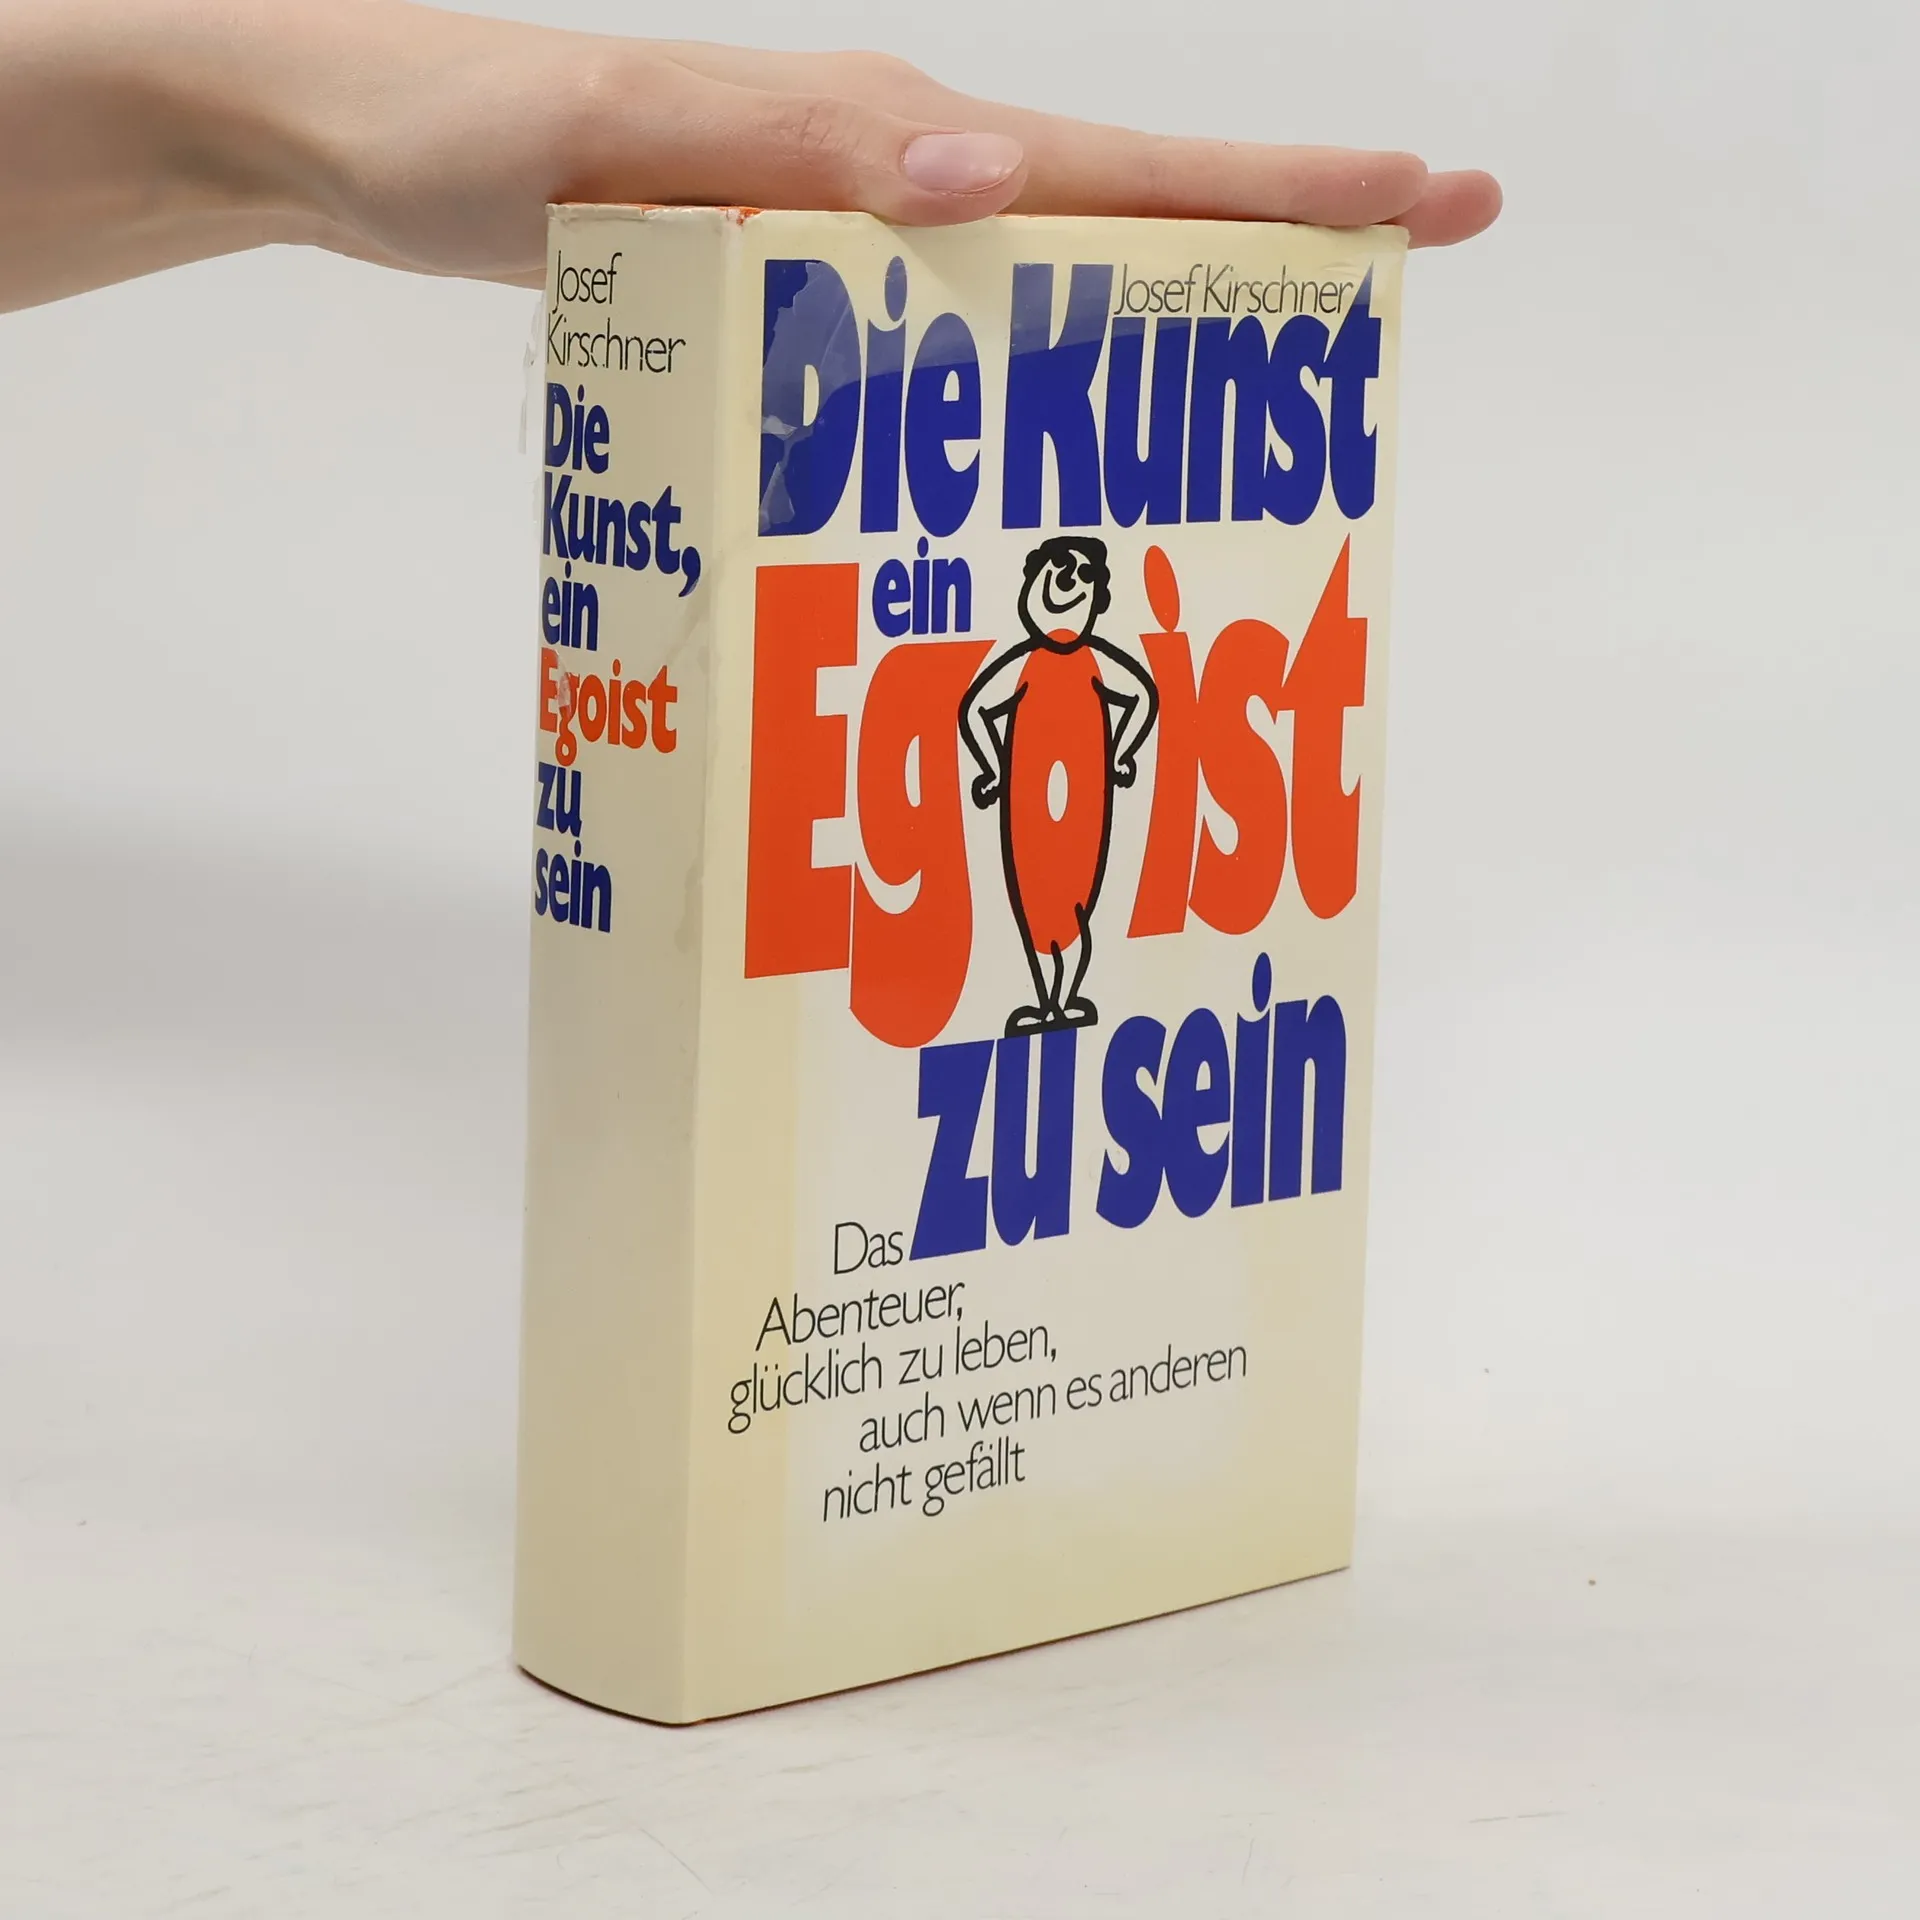 Josef
Kirschner
Die
Kunst,
ein
Egoist
zu
sein
Josef Kirschner
Die Kunst
ein
Egoist
zu sein
Das
Abenteuer,
glücklich zu leben,
auch wenn es anderen
nicht gefällt